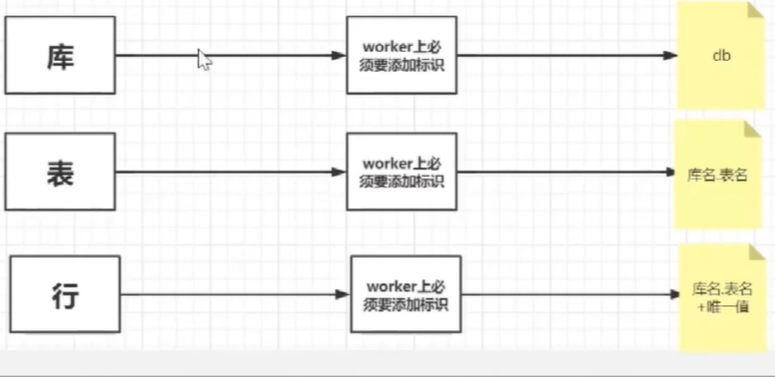 库
worker上必
须要添加标识
db
表
worker上必
须要添加标识
库名.表名
行
worker上必
须要添加标识
库名.表名
+唯一值